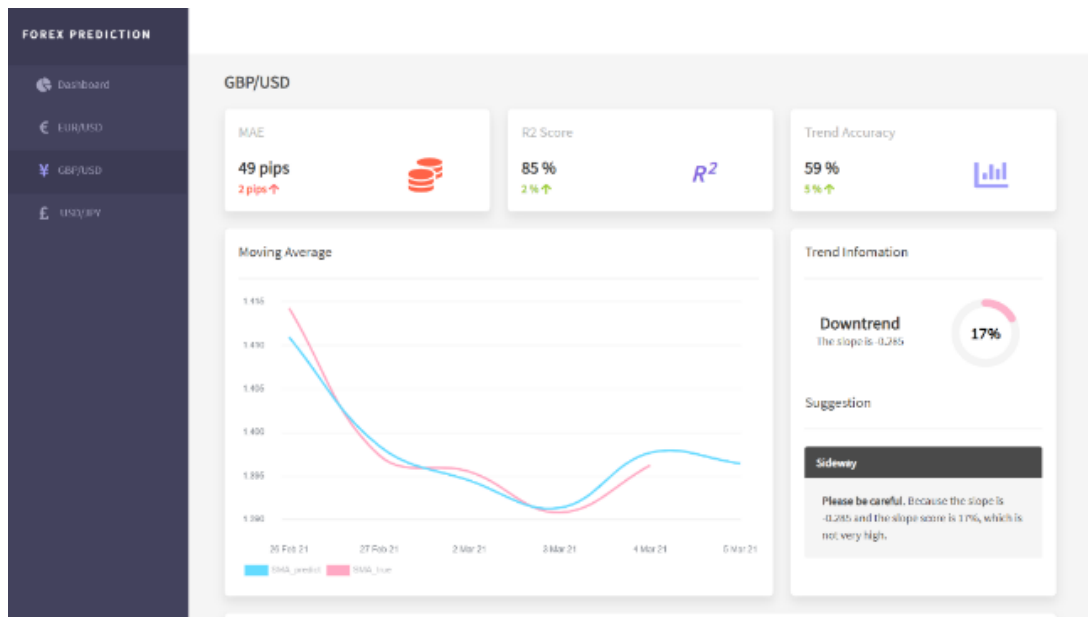 FOREX PREDICTION
Dashboard
€ EUR/USD
¥ GBP/USD
£ USD/JPY
GBP/USD
MAE
49 pips
2 pips ↑
R2 Score
85 %
2 % ↑
R²
Trend Accuracy
59 %
5 % ↑
Moving Average
1.415
1.410
1.405
1.400
1.395
1.390
26 Feb 21 27 Feb 21 2 Mar 21 3 Mar 21 4 Mar 21 5 Mar 21
SMA_predict SMA_true
Trend Infomation
Downtrend
The slope is -0.285
17%
Suggestion
Sideway
Please be careful. Because the slope is
-0.285 and the slope score is 17%, which is
not very high.